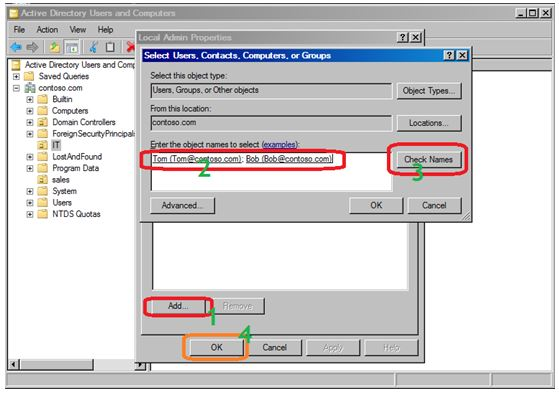 Active Directory Users and Computers
File Action View Help
Local Admin Properties
Select Users, Contacts, Computers, or Groups
Active Directory Users and Comp
Saved Queries
contoso.com
Builtin
Computers
Domain Controllers
ForeignSecurityPrincipals
IT
LostAndFound
Program Data
sales
System
Users
NTDS Quotas
Select this object type:
Users, Groups, or Other objects
Object Types...
From this location:
contoso.com
Locations...
Enter the object names to select (examples):
Tom (Tom@contoso.com); Bob (Bob@contoso.com)
Check Names
2
3
Advanced...
OK
Cancel
Add...
Remove
1
4
OK
Cancel
Apply
Help